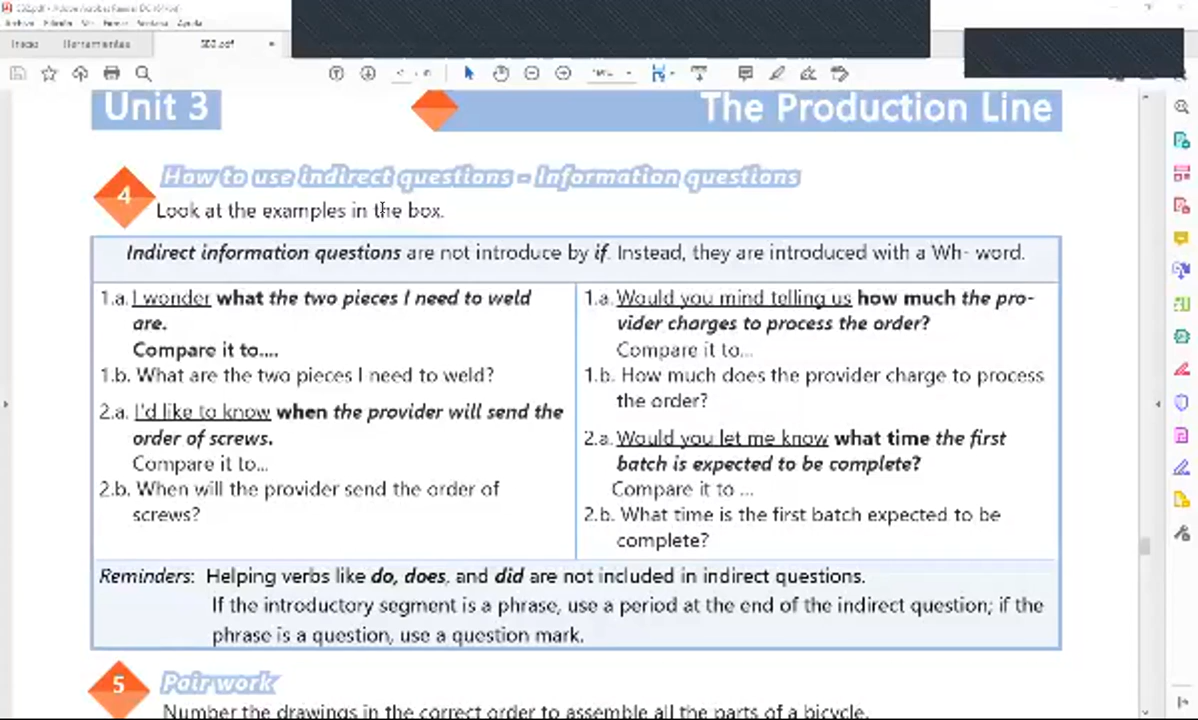 Inicio
Herramientas
Unit 3
The Production Line
4
How to use indirect questions - Information questions
Look at the examples in the box.
Indirect information questions are not introduce by if. Instead, they are introduced with a Wh- word.
1.a. I wonder what the two pieces I need to weld
are.
Compare it to....
1.b. What are the two pieces I need to weld?
2.a. I'd like to know when the provider will send the
order of screws.
Compare it to...
2.b. When will the provider send the order of
screws?
1.a. Would you mind telling us how much the pro-
vider charges to process the order?
Compare it to...
1.b. How much does the provider charge to process
the order?
2.a. Would you let me know what time the first
batch is expected to be complete?
Compare it to ...
2.b. What time is the first batch expected to be
complete?
Reminders: Helping verbs like do, does, and did are not included in indirect questions.
If the introductory segment is a phrase, use a period at the end of the indirect question; if the
phrase is a question, use a question mark.
5
Pair work
Number the drawings in the correct order to assemble all the parts of a bicycle.